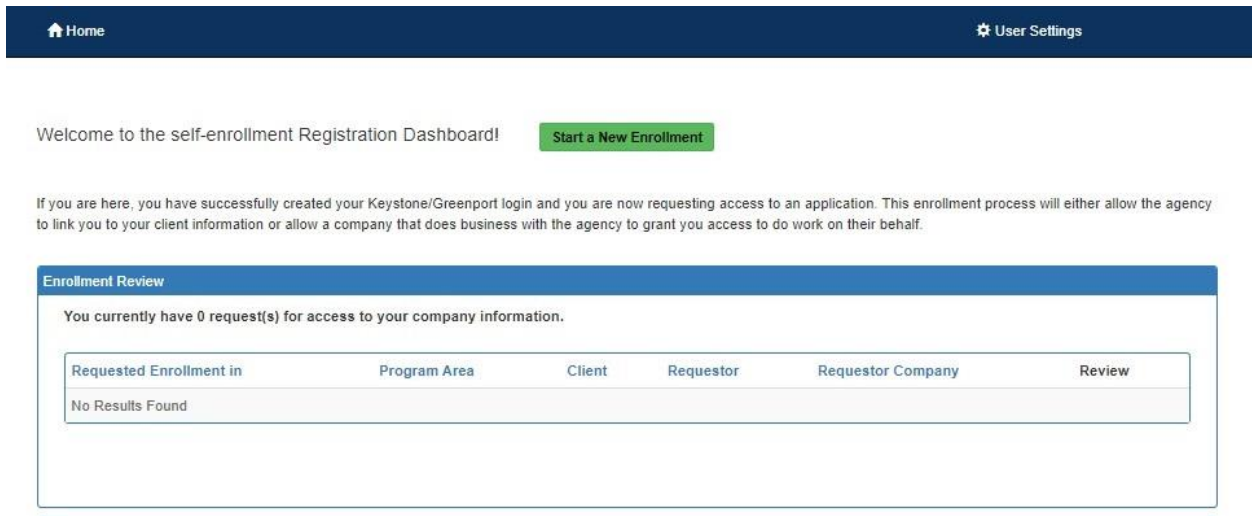 Home
User Settings
Welcome to the self-enrollment Registration Dashboard!
Start a New Enrollment
If you are here, you have successfully created your Keystone/Greenport login and you are now requesting access to an application. This enrollment process will either allow the agency
to link you to your client information or allow a company that does business with the agency to grant you access to do work on their behalf.
Enrollment Review
You currently have 0 request(s) for access to your company information.
Requested Enrollment in Program Area Client Requestor Requestor Company Review
No Results Found